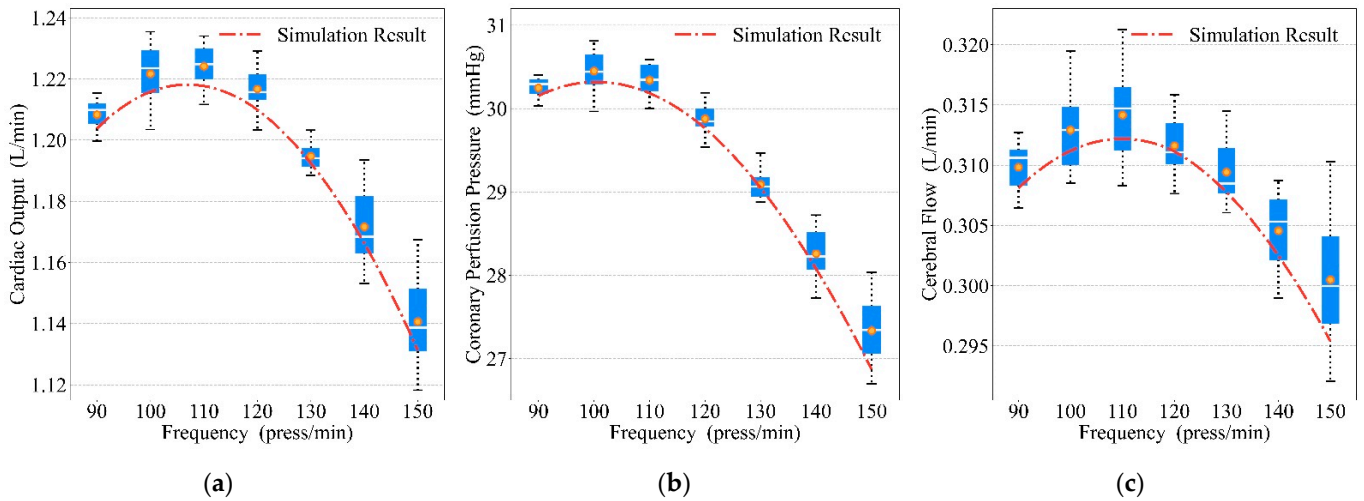 1.24
1.22
1.20
1.18
1.16
1.14
1.12
Cardiac Output (L/min)
Simulation Result
90 100 110 120 130 140 150
Frequency (press/min)
(a)
31
30
29
28
27
Coronary Perfusion Pressure (mmHg)
Simulation Result
90 100 110 120 130 140 150
Frequency (press/min)
(b)
0.320
0.315
0.310
0.305
0.300
0.295
Cerebral Flow (L/min)
Simulation Result
90 100 110 120 130 140 150
Frequency (press/min)
(c)